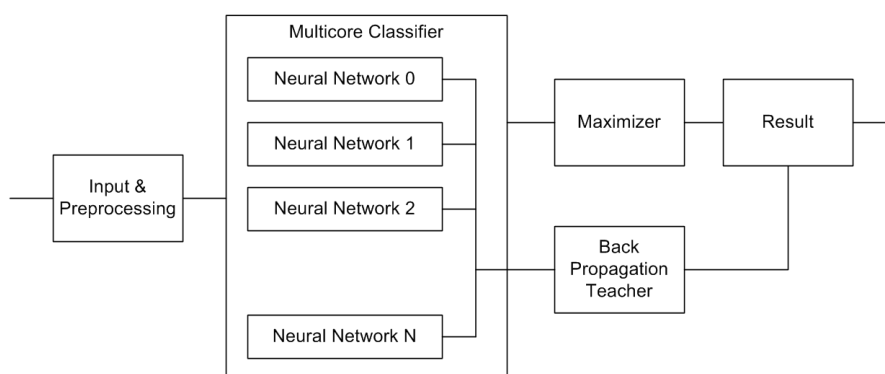 Multicore Classifier
Neural Network 0
Neural Network 1
Neural Network 2
Neural Network N
Input &
Preprocessing
Maximizer
Result
Back
Propagation
Teacher